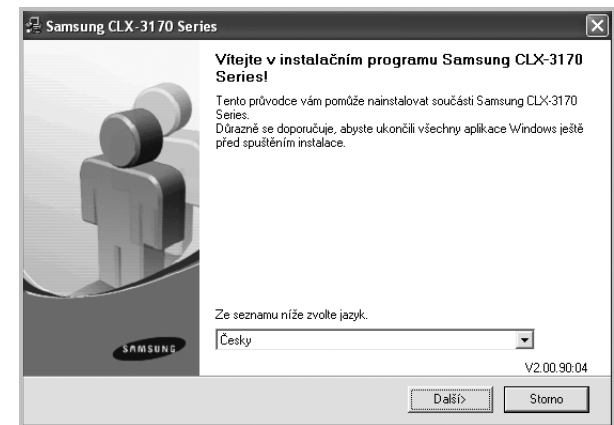 Samsung CLX-3170 Series
Vítejte v instalačním programu Samsung CLX-3170
Series!
Tento průvodce vám pomůže nainstalovat součásti Samsung CLX-3170
Series.
Důrazně se doporučuje, abyste ukončili všechny aplikace Windows ještě
před spuštěním instalace.
Ze seznamu níže zvolte jazyk.
Česky
SAMSUNG
V2.00.90:04
Další>
Storno